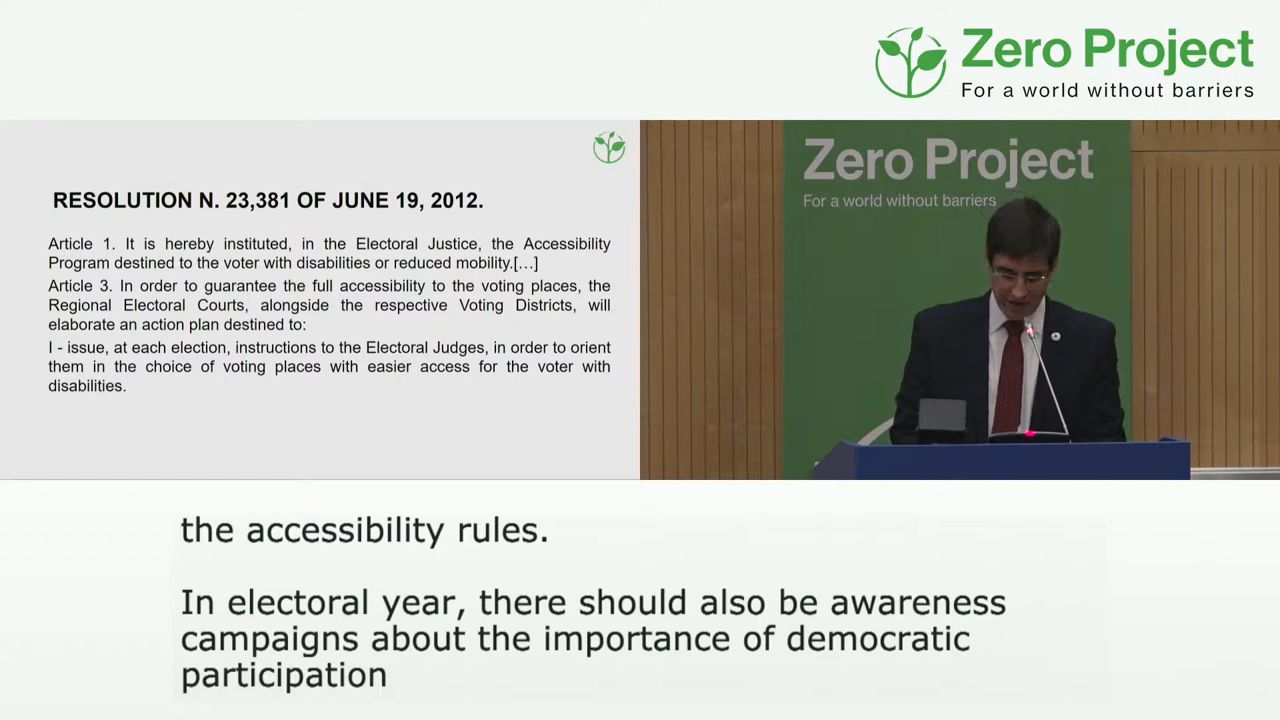 Zero Project
For a world without barriers
RESOLUTION N. 23,381 OF JUNE 19, 2012.
Article 1. It is hereby instituted, in the Electoral Justice, the Accessibility
Program destined to the voter with disabilities or reduced mobility.[…]
Article 3. In order to guarantee the full accessibility to the voting places, the
Regional Electoral Courts, alongside the respective Voting Districts, will
elaborate an action plan destined to:
I - issue, at each election, instructions to the Electoral Judges, in order to orient
them in the choice of voting places with easier access for the voter with
disabilities.
Zero Project
For a world without barriers
the accessibility rules.
In electoral year, there should also be awareness
campaigns about the importance of democratic
participation